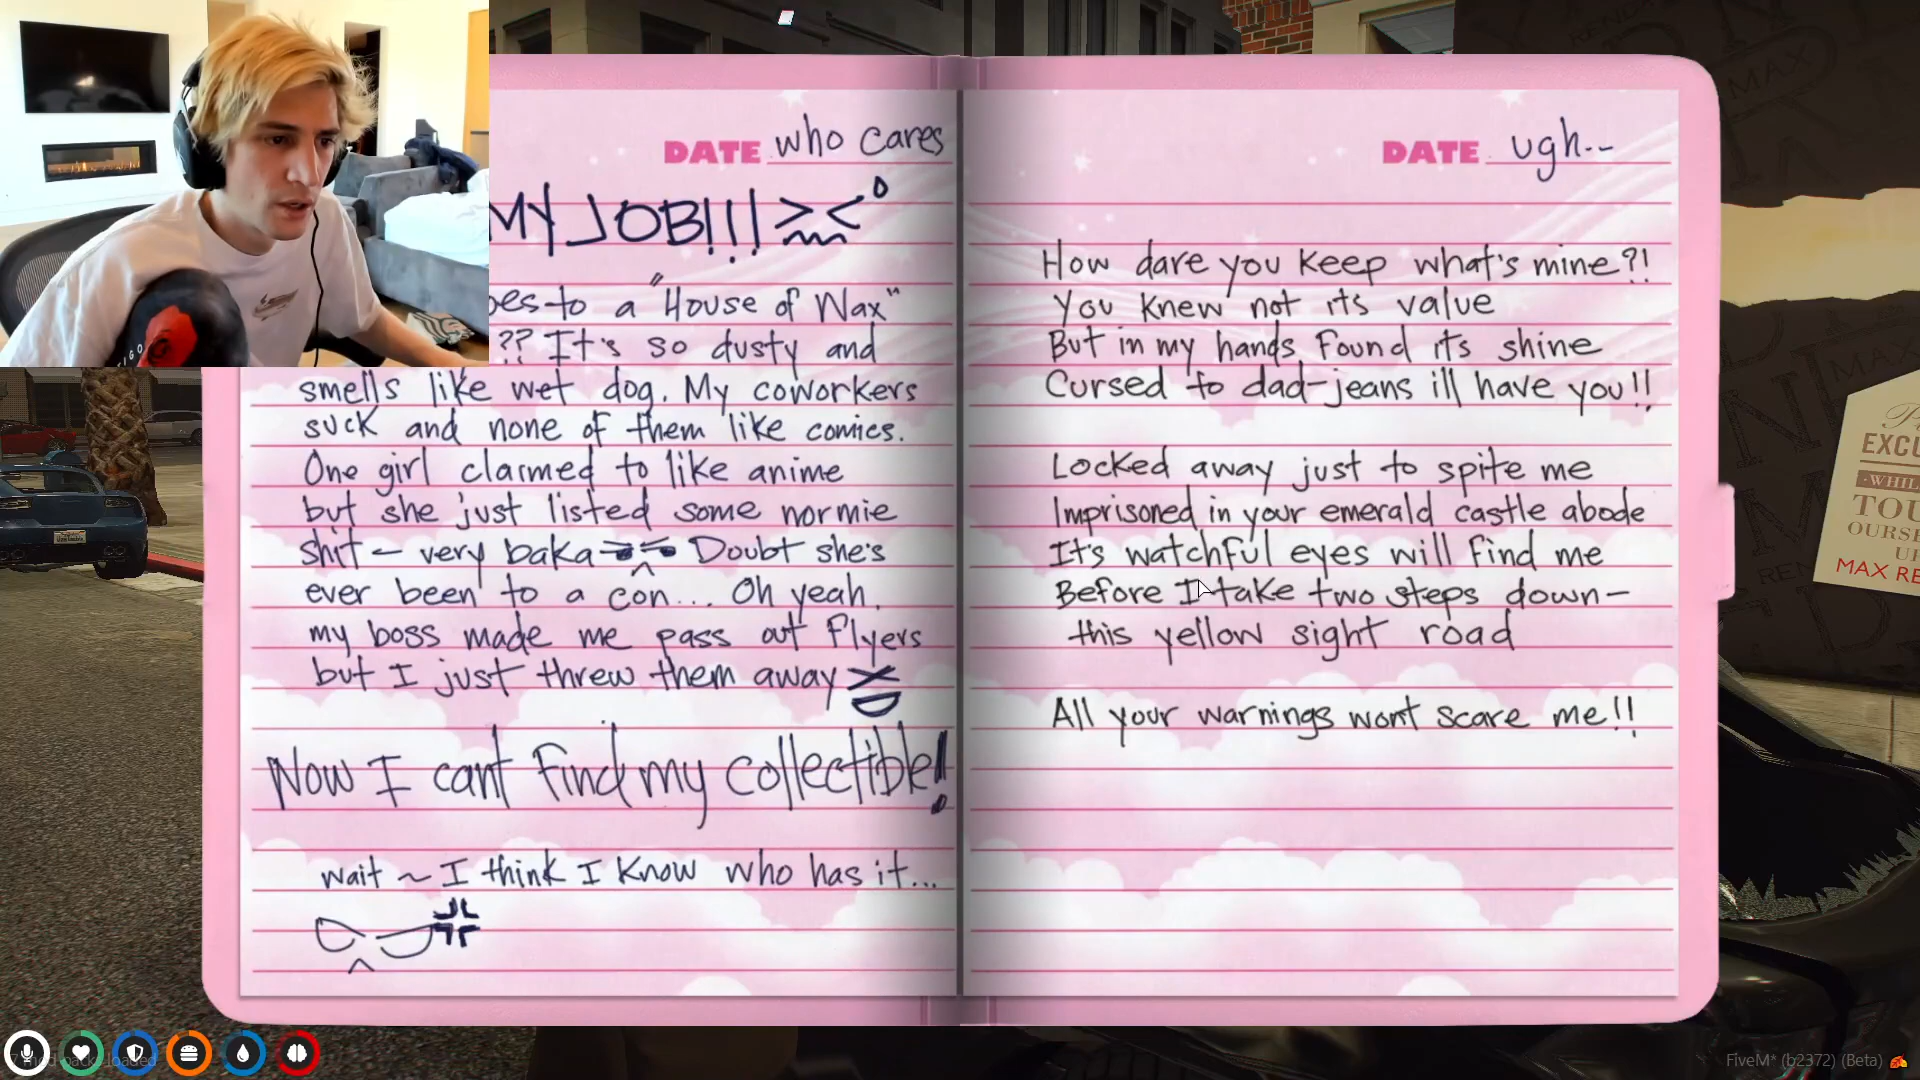 DATE who cares
MY JOB!!!
to a "House of Wax"
?? It's so dusty and
smells like wet dog. My coworkers
suck and none of them like comics.
One girl claimed to like anime
but she just listed some normie
shit - very baka Doubt she's
ever been to a con... Oh yeah,
my boss made me pass out flyers
but I just threw them away
Now I cant find my collectible!
wait ~ I think I know who has it...
DATE ugh--
How dare you keep what's mine?!
You knew not its value
But in my hands, found its shine
Cursed to dad-jeans ill have you!!
Locked away just to spite me
Imprisoned in your emerald castle abode
It's watchful eyes will find me
Before I take two steps down-
this yellow sight road
All your warnings wont scare me!!
EXCLU
WHIL
TOU
OURSE
UP
MAX RE
FiveM* (b2372) (Beta)